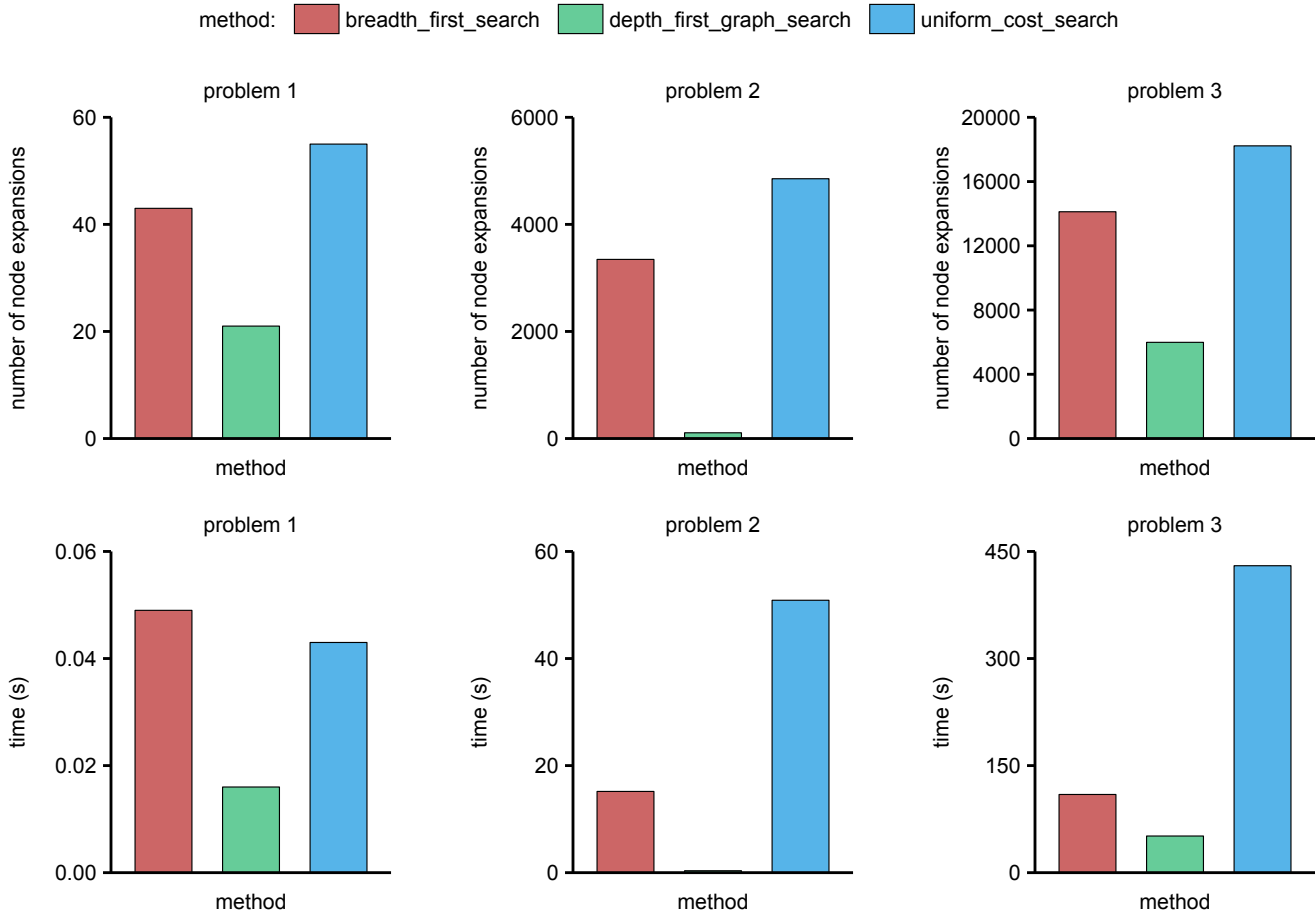 method: breadth_first_search depth_first_graph_search uniform_cost_search
problem 1
number of node expansions
60
40
20
0
method
problem 2
number of node expansions
6000
4000
2000
0
method
problem 3
number of node expansions
20000
16000
12000
8000
4000
0
method
problem 1
time (s)
0.06
0.04
0.02
0.00
method
problem 2
time (s)
60
40
20
0
method
problem 3
time (s)
450
300
150
0
method